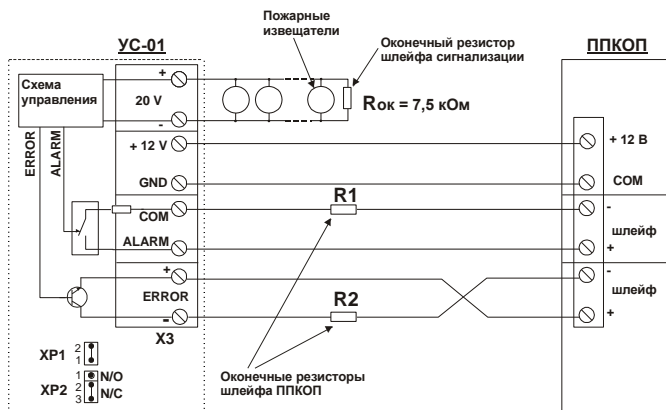 Пожарные
извещатели
УС-01
Оконечный резистор
шлейфа сигнализации
ППКОП
Схема
управления
+
20 V
-
Rок = 7,5 кОм
ERROR
ALARM
+ 12 V
+ 12 В
GND
COM
COM
R1
-
шлейф
ALARM
+
+
ERROR
-
R2
-
шлейф
+
X3
XP1
2
1
XP2
1
2
3
N/O
N/C
Оконечные резисторы
шлейфа ППКОП